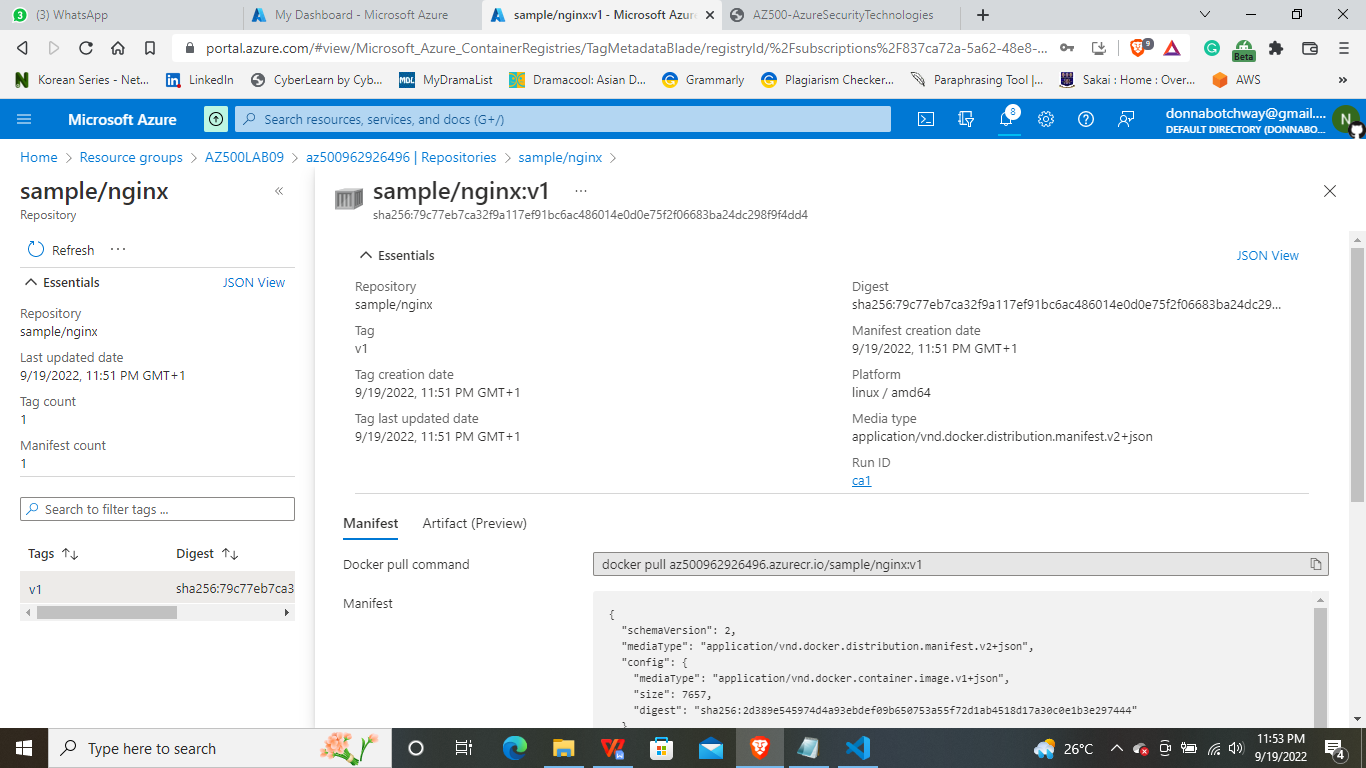 (3) WhatsApp
My Dashboard - Microsoft Azure
sample/nginx:v1 - Microsoft Azure
AZ500-AzureSecurityTechnologies
portal.azure.com/#view/Microsoft_Azure_ContainerRegistries/TagMetadataBlade/registryId/%2Fsubscriptions%2F837ca72a-5a62-48e8-...
9
Beta
Korean Series - Net...
LinkedIn
CyberLearn by Cyb...
MDL MyDramaList
Dramacool: Asian D...
Grammarly
Plagiarism Checker...
Paraphrasing Tool |...
Sakai : Home : Over...
AWS
»
Microsoft Azure
Search resources, services, and docs (G+/)
8
donnabotchway@gmail....
DEFAULT DIRECTORY (DONNABO...
N
Home > Resource groups > AZ500LAB09 > az500962926496 | Repositories > sample/nginx >
sample/nginx
«
Repository
Refresh ...
Essentials
JSON View
Repository
sample/nginx
Last updated date
9/19/2022, 11:51 PM GMT+1
Tag count
1
Manifest count
1
Search to filter tags ...
Tags
Digest
v1
sha256:79c77eb7ca3
sample/nginx:v1 ...
sha256:79c77eb7ca32f9a117ef91bc6ac486014e0d0e75f2f06683ba24dc298f9f4dd4
Essentials
JSON View
Repository
sample/nginx
Tag
v1
Tag creation date
9/19/2022, 11:51 PM GMT+1
Tag last updated date
9/19/2022, 11:51 PM GMT+1
Digest
sha256:79c77eb7ca32f9a117ef91bc6ac486014e0d0e75f2f06683ba24dc29...
Manifest creation date
9/19/2022, 11:51 PM GMT+1
Platform
linux / amd64
Media type
application/vnd.docker.distribution.manifest.v2+json
Run ID
ca1
Manifest
Artifact (Preview)
Docker pull command
docker pull az500962926496.azurecr.io/sample/nginx:v1
Manifest
{
"schemaVersion": 2,
"mediaType": "application/vnd.docker.distribution.manifest.v2+json",
"config": {
"mediaType": "application/vnd.docker.container.image.v1+json",
"size": 7657,
"digest": "sha256:2d389e545974d4a93ebdef09b650753a55f72d1ab4518d17a30c0e1b3e297444"
}
Type here to search
26°C
11:53 PM
9/19/2022
4